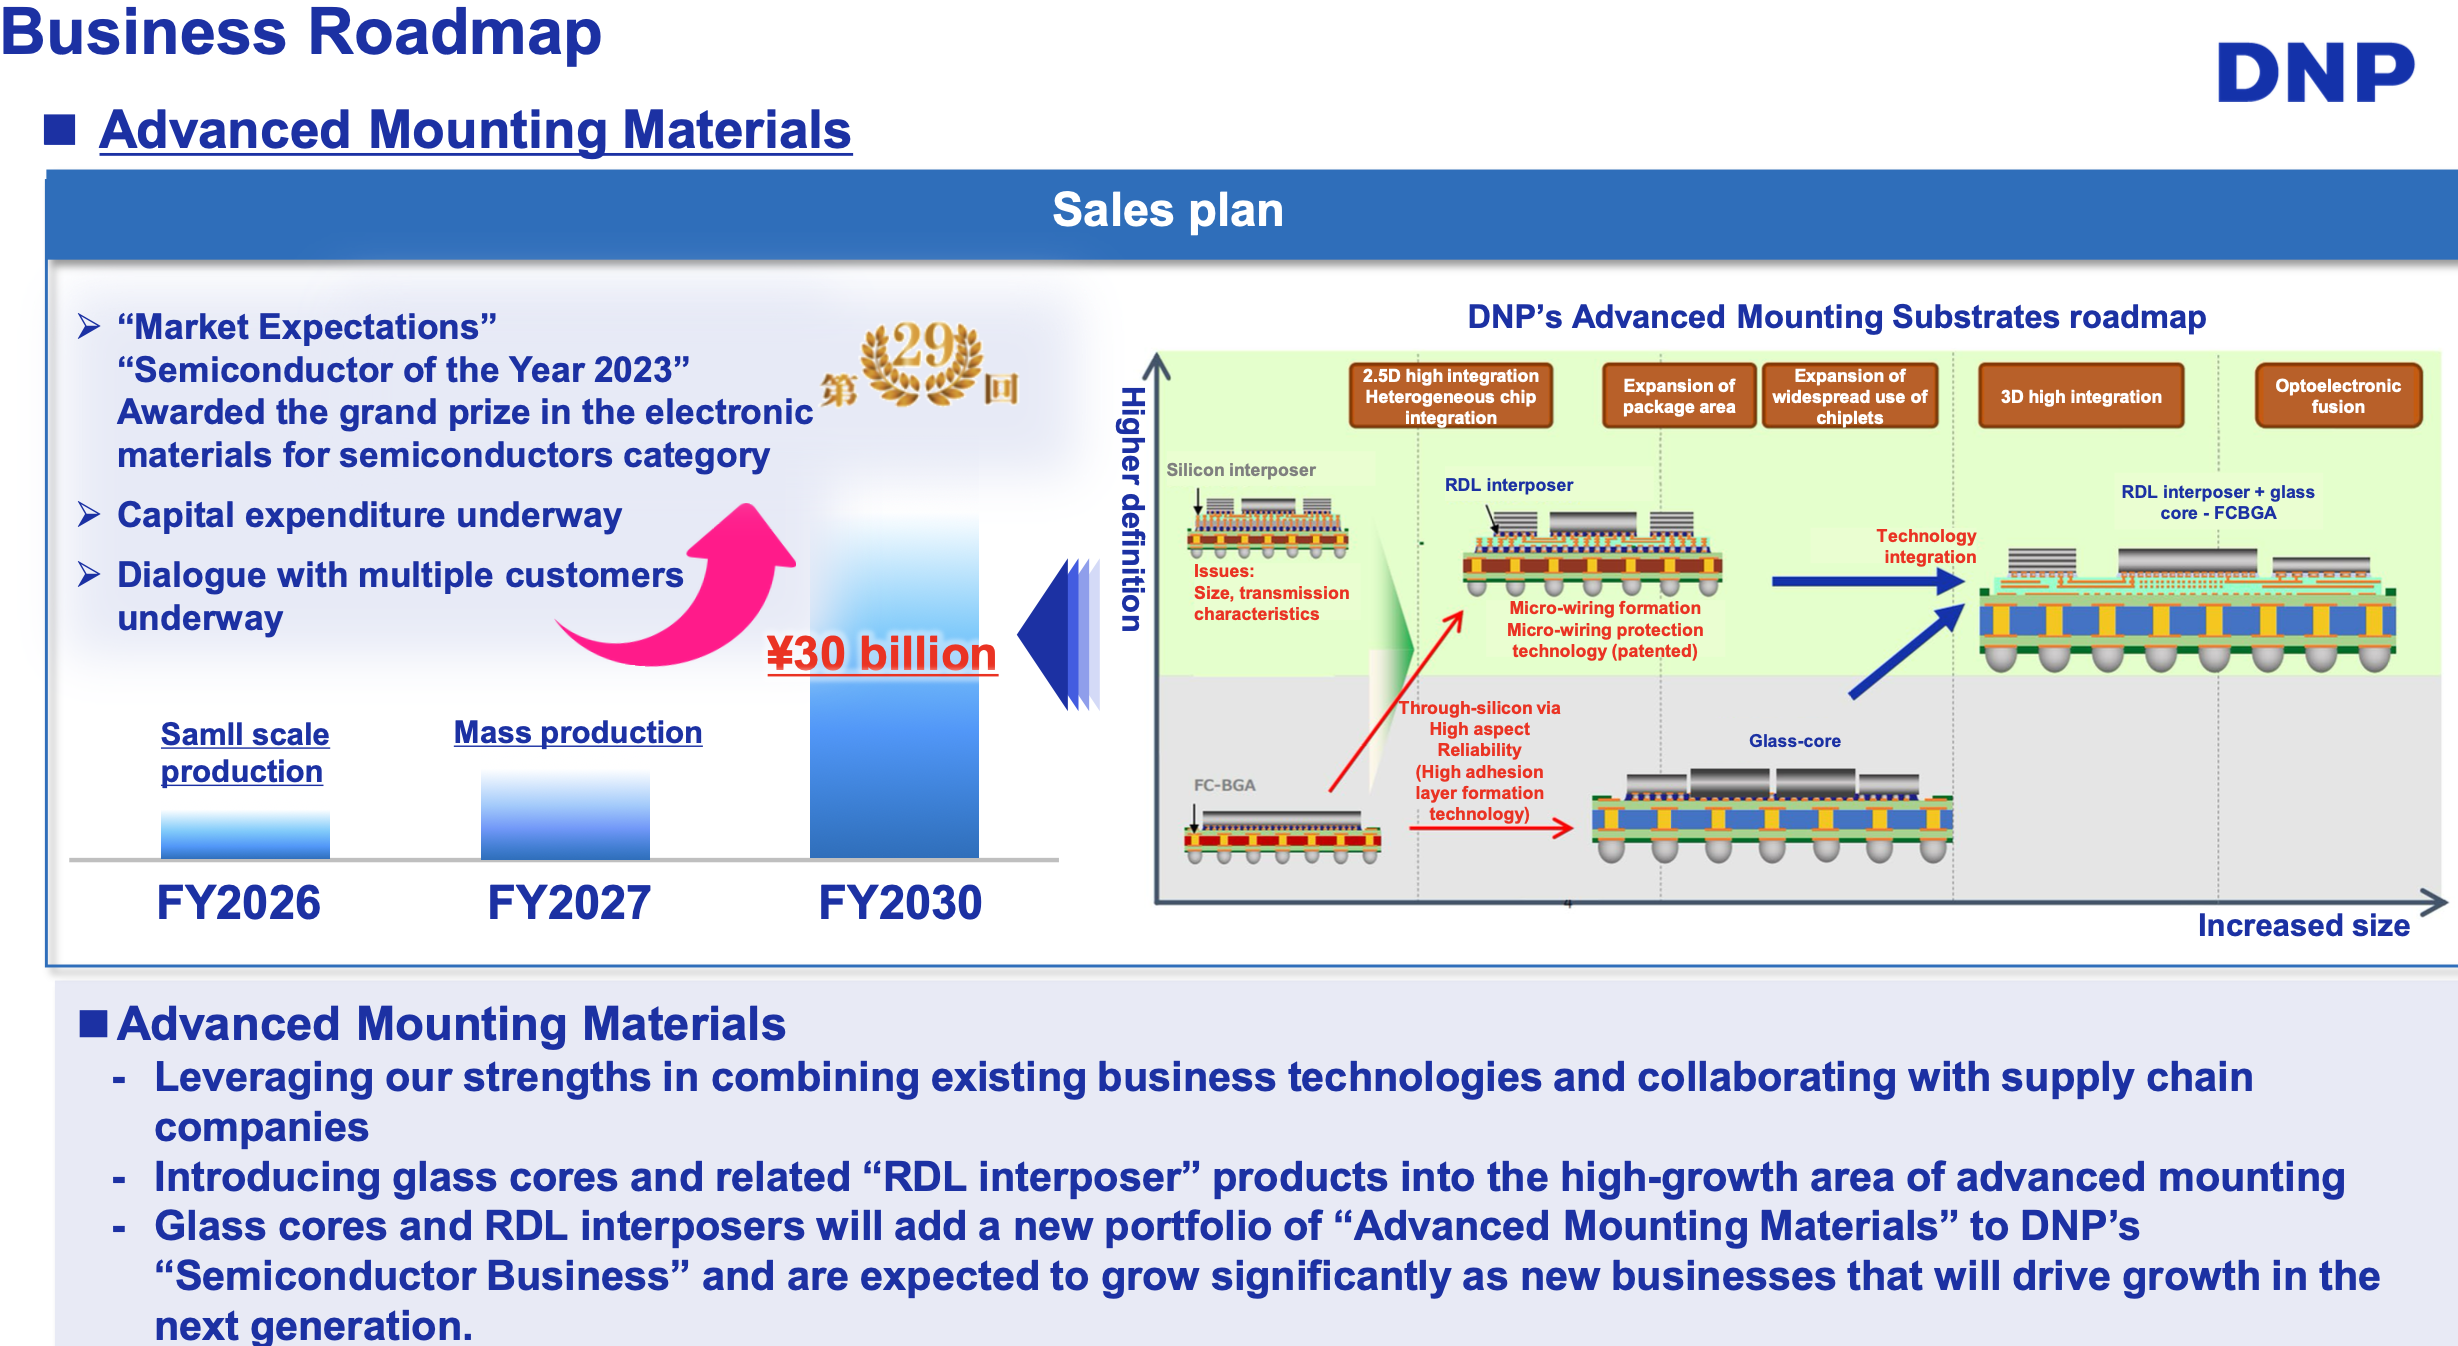 Business Roadmap
DNP
■ Advanced Mounting Materials
Sales plan
➢ “Market Expectations”
“Semiconductor of the Year 2023”
Awarded the grand prize in the electronic
materials for semiconductors category
第 29 回
➢ Capital expenditure underway
➢ Dialogue with multiple customers
underway
¥30 billion
Samll scale
production
Mass production
FY2026
FY2027
FY2030
DNP’s Advanced Mounting Substrates roadmap
Higher definition
2.5D high integration
Heterogeneous chip
integration
Expansion of
package area
Expansion of
widespread use of
chiplets
3D high integration
Optoelectronic
fusion
Silicon interposer
Issues:
Size, transmission
characteristics
RDL interposer
Micro-wiring formation
Micro-wiring protection
technology (patented)
Technology
integration
RDL interposer + glass
core - FCBGA
Through-silicon via
High aspect
Reliability
(High adhesion
layer formation
technology)
FC-BGA
Glass-core
4
Increased size
■ Advanced Mounting Materials
- Leveraging our strengths in combining existing business technologies and collaborating with supply chain
companies
- Introducing glass cores and related “RDL interposer” products into the high-growth area of advanced mounting
- Glass cores and RDL interposers will add a new portfolio of “Advanced Mounting Materials” to DNP’s
“Semiconductor Business” and are expected to grow significantly as new businesses that will drive growth in the
next generation.